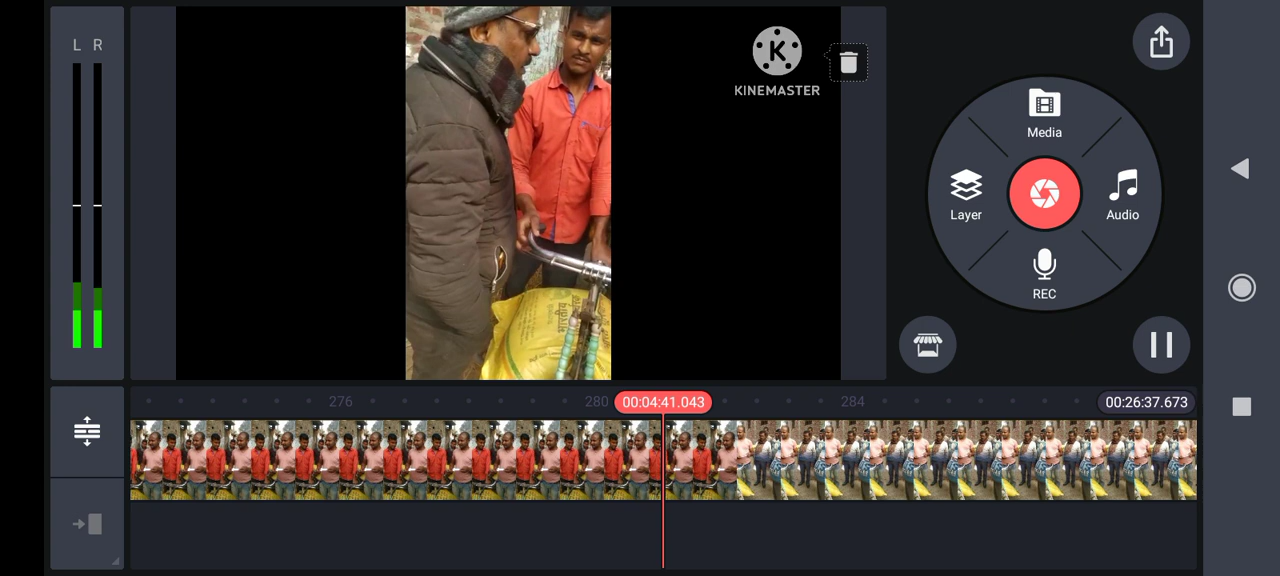 L R
K
KINEMASTER
Media
Layer
Audio
REC
276
280
00:04:41.043
284
00:26:37.673